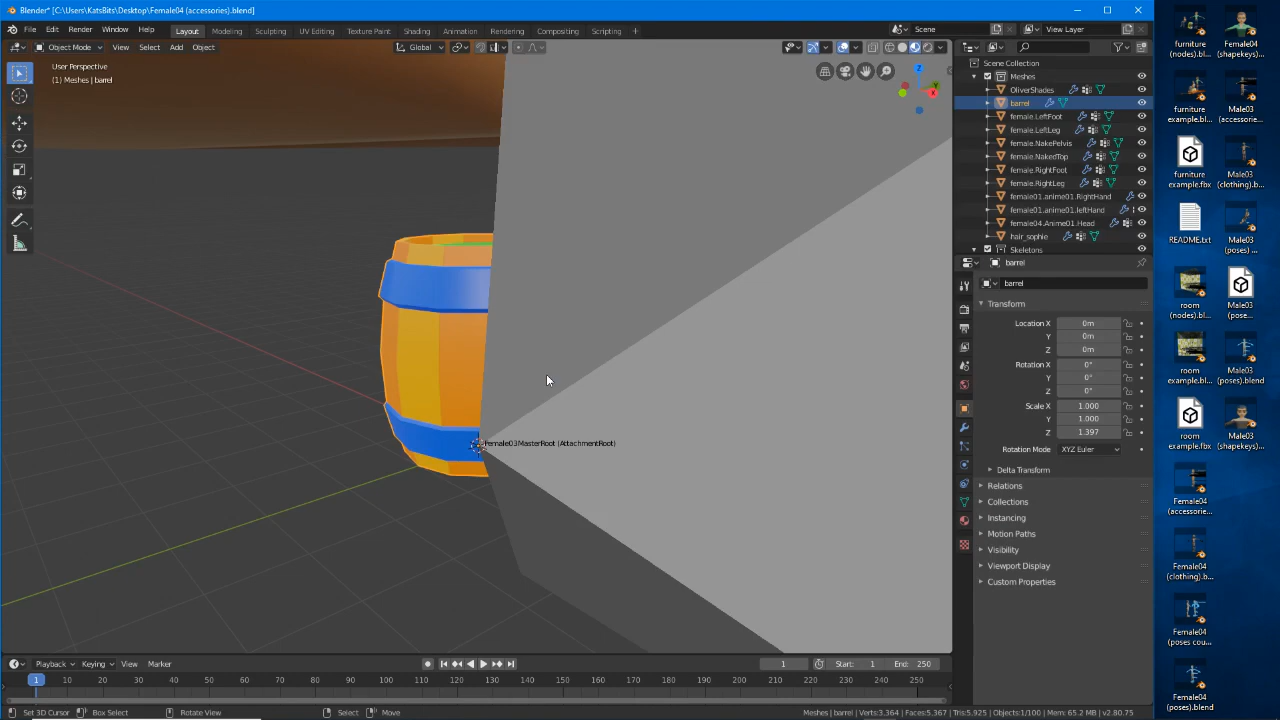 Blender* [C:\Users\KatsBits\Desktop\Female04 (accessories).blend]
File Edit Render Window Help Layout Modeling Sculpting UV Editing Texture Paint Shading Animation Rendering Compositing Scripting + Scene View Layer
Object Mode View Select Add Object Global
User Perspective
(1) Meshes | barrel
Female03MasterRoot (AttachmentRoot)
Z
Y
X
Scene Collection
Meshes
OliverShades
barrel
female.LeftFoot
female.LeftLeg
female.NakePelvis
female.NakedTop
female.RightFoot
female.RightLeg
female01.anime01.RightHand
female01.anime01.leftHand
female04.Anime01.Head
hair_sophie
Skeletons
barrel
barrel
Transform
Location X 0m
Y 0m
Z 0m
Rotation X 0°
Y 0°
Z 0°
Scale X 1.000
Y 1.000
Z 1.397
Rotation Mode XYZ Euler
Delta Transform
Relations
Collections
Instancing
Motion Paths
Visibility
Viewport Display
Custom Properties
Playback Keying View Marker
1 Start: 1 End: 250
1 10 20 30 40 50 60 70 80 90 100 110 120 130 140 150 160 170 180 190 200 210 220 230 240 250
Set 3D Cursor Box Select Rotate View Select Move
Meshes | barrel | Verts:3.364 | Faces:5.367 | Tris:5.925 | Objects:1/100 | Mem: 65.2 MB | v2.80.75
furniture
(nodes).bl...
furniture
example.bl...
furniture
example.fbx
README.txt
room
(nodes).bl...
room
example.bl...
room
example.fbx
Female04
(accessorie...
Female04
(clothing).b...
Female04
(poses cou...
Female04
(poses).blend
Female04
(shapekeys)...
Male03
(accessorie...
Male03
(clothing)....
Male03
(poses) ...
Male03
(pose...
Male03
(poses).blend
Male03
(shapekeys)...